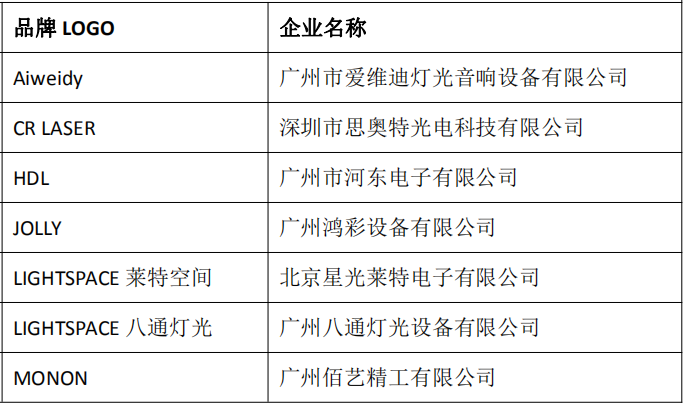 品牌 LOGO 企业名称
Aiweidy 广州市爱维迪灯光音响设备有限公司
CR LASER 深圳市思奥特光电科技有限公司
HDL 广州市河东电子有限公司
JOLLY 广州鸿彩设备有限公司
LIGHTSPACE 莱特空间 北京星光莱特电子有限公司
LIGHTSPACE 八通灯光 广州八通灯光设备有限公司
MONON 广州佰艺精工有限公司